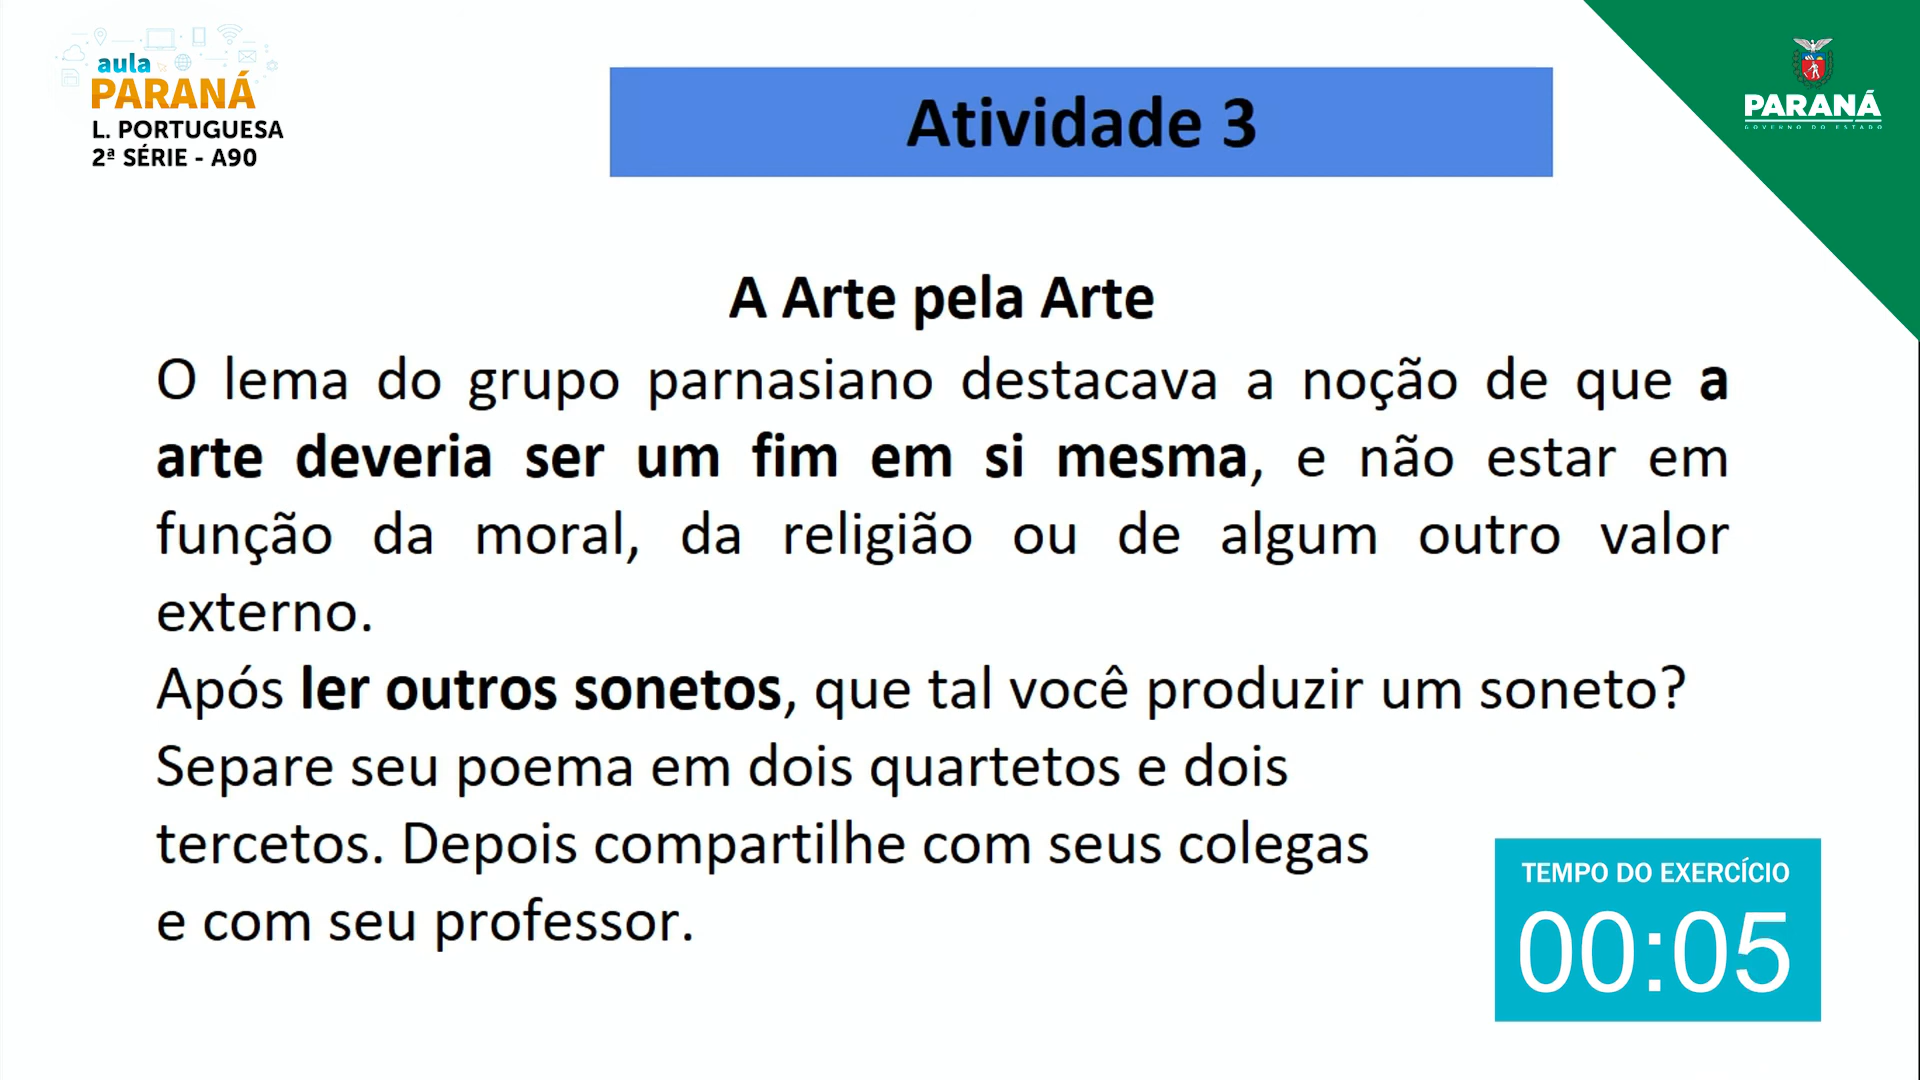 aula
PARANÁ
L. PORTUGUESA
2ª SÉRIE - A90
Atividade 3
PARANÁ
GOVERNO DO ESTADO
A Arte pela Arte
O lema do grupo parnasiano destacava a noção de que a
arte deveria ser um fim em si mesma, e não estar em
função da moral, da religião ou de algum outro valor
externo.
Após ler outros sonetos, que tal você produzir um soneto?
Separe seu poema em dois quartetos e dois
tercetos. Depois compartilhe com seus colegas
e com seu professor.
TEMPO DO EXERCÍCIO
00:05